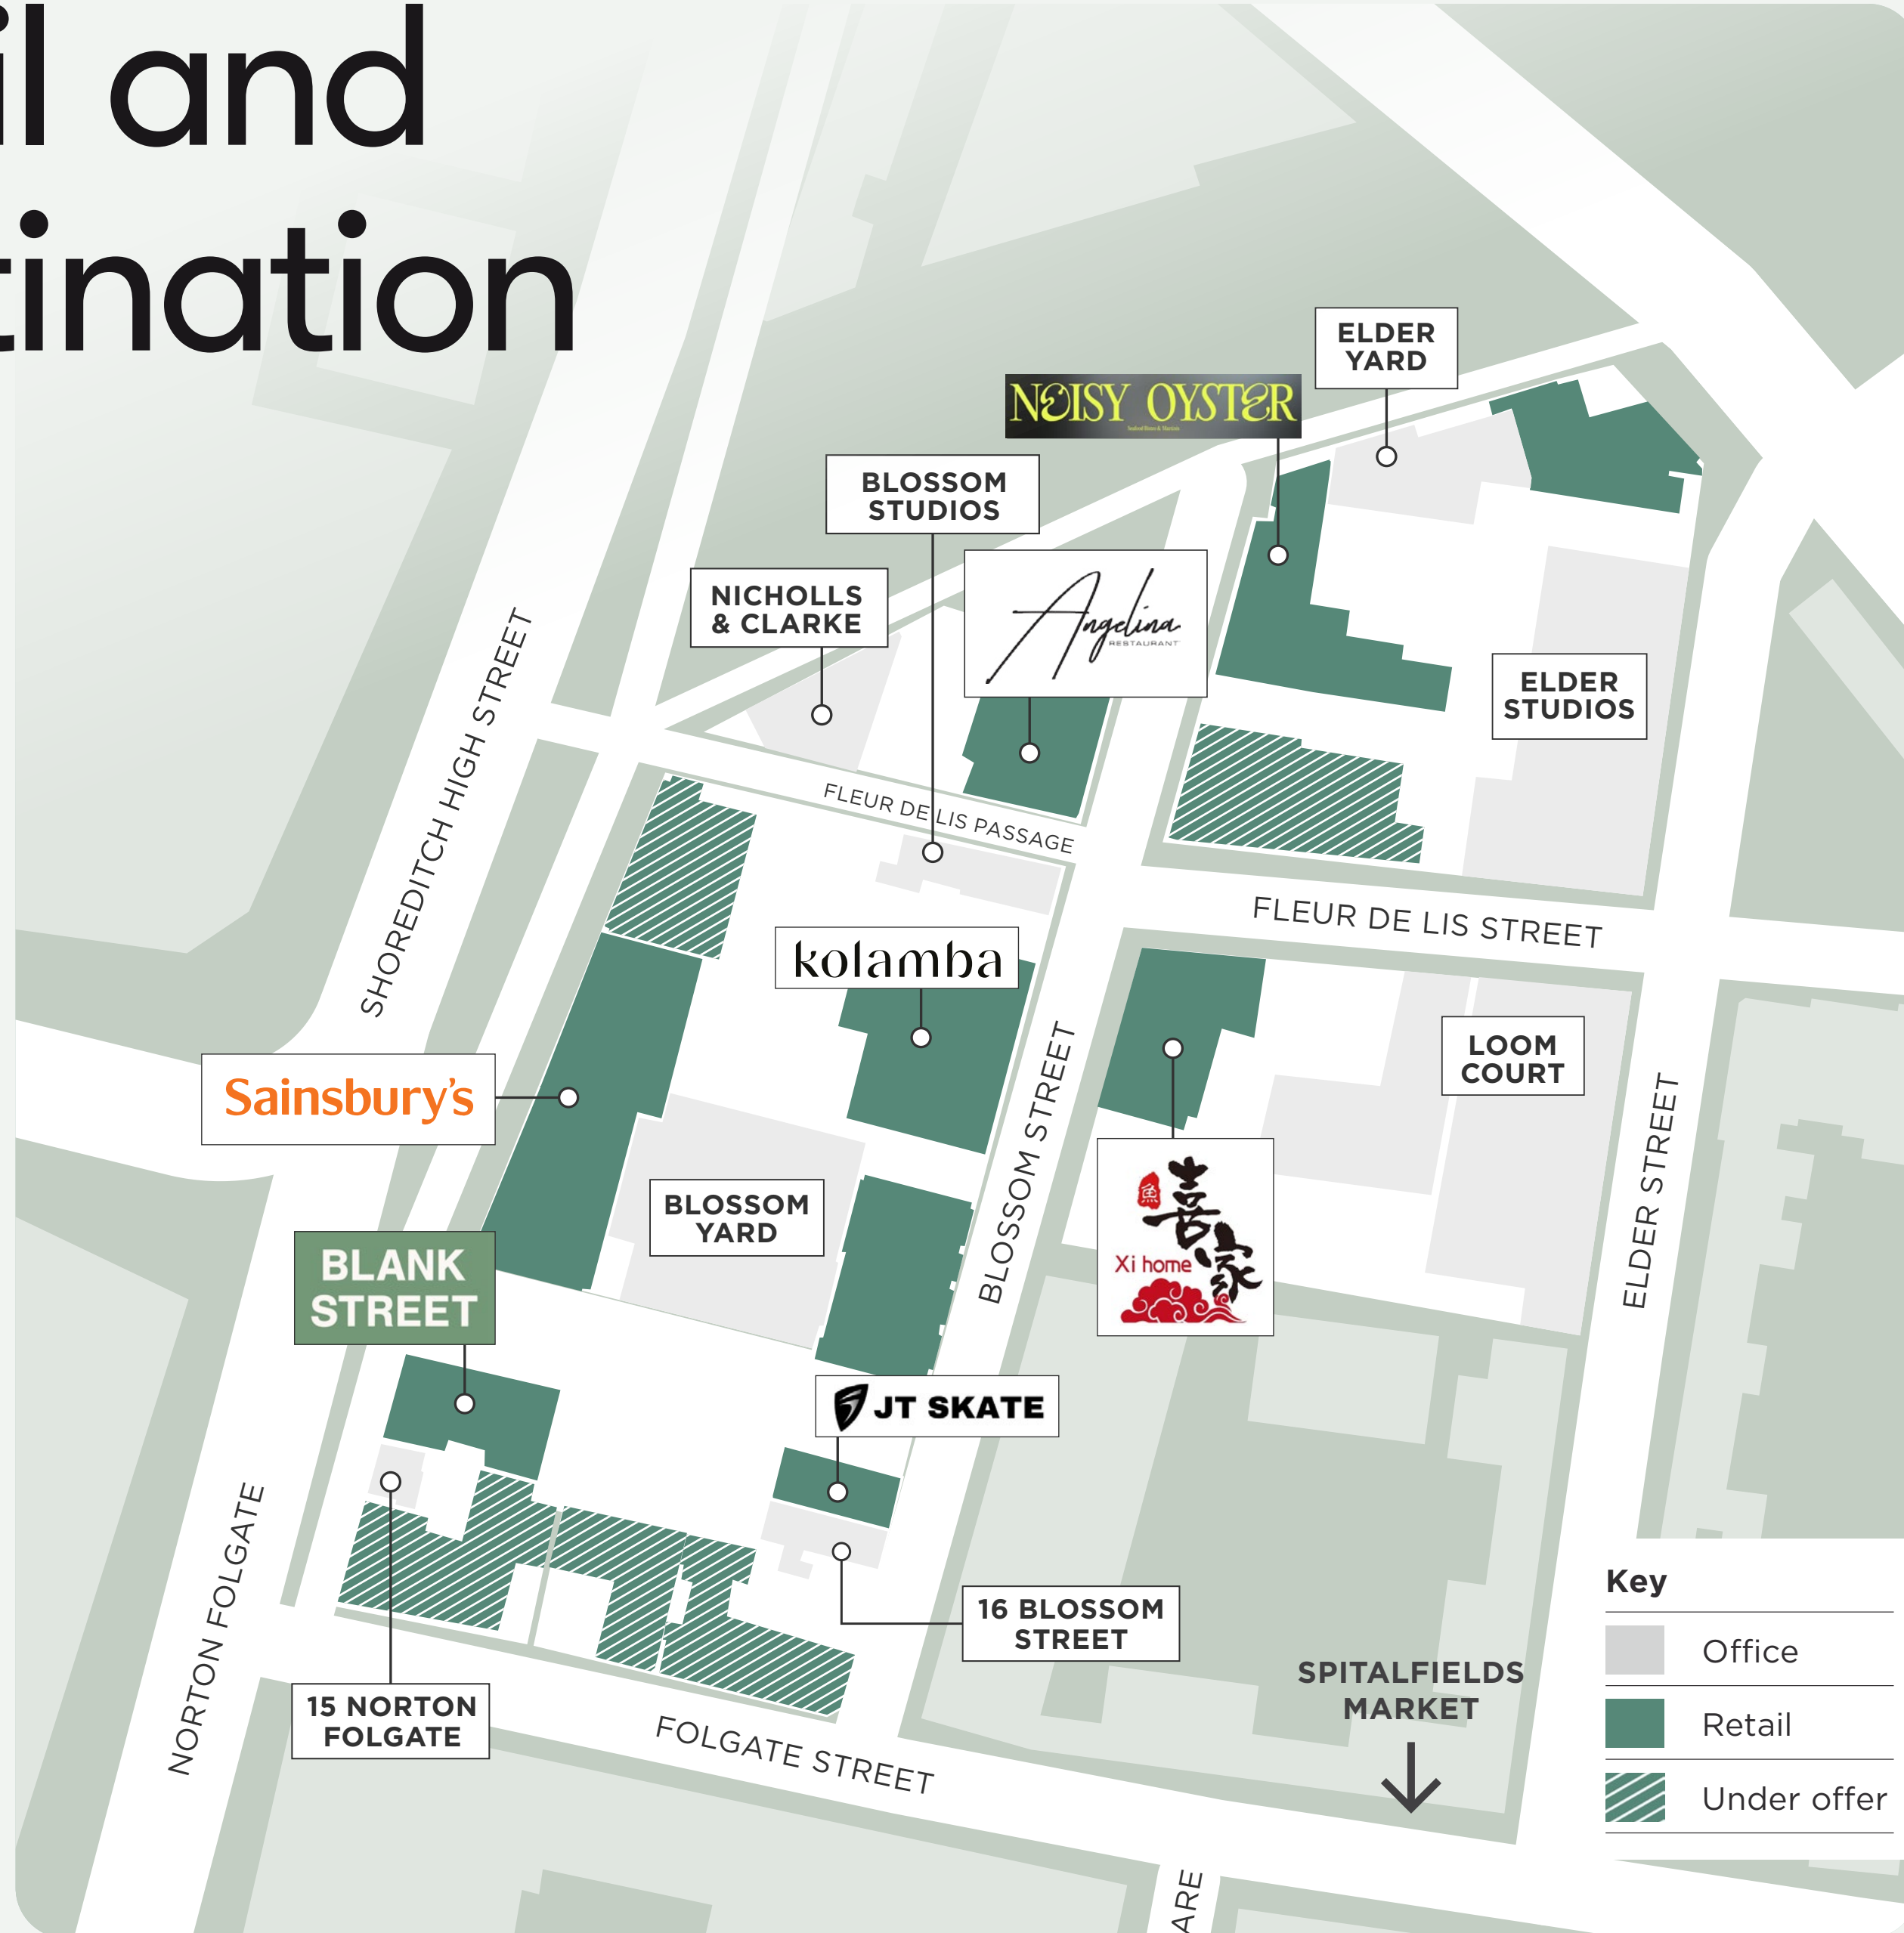 il and
tination
ELDER
YARD
NOISY OYSTER
BLOSSOM
STUDIOS
NICHOLLS
& CLARKE
Angelina
RESTAURANT
ELDER
STUDIOS
SHOREDITCH HIGH STREET
FLEUR DE LIS PASSAGE
FLEUR DE LIS STREET
kolamba
LOOM
COURT
Sainsbury's
BLOSSOM STREET
ELDER STREET
BLOSSOM
YARD
魚
喜家
Xi home
BLANK
STREET
JT SKATE
NORTON FOLGATE
16 BLOSSOM
STREET
15 NORTON
FOLGATE
FOLGATE STREET
SPITALFIELDS
MARKET
Key
Office
Retail
Under offer
ARE